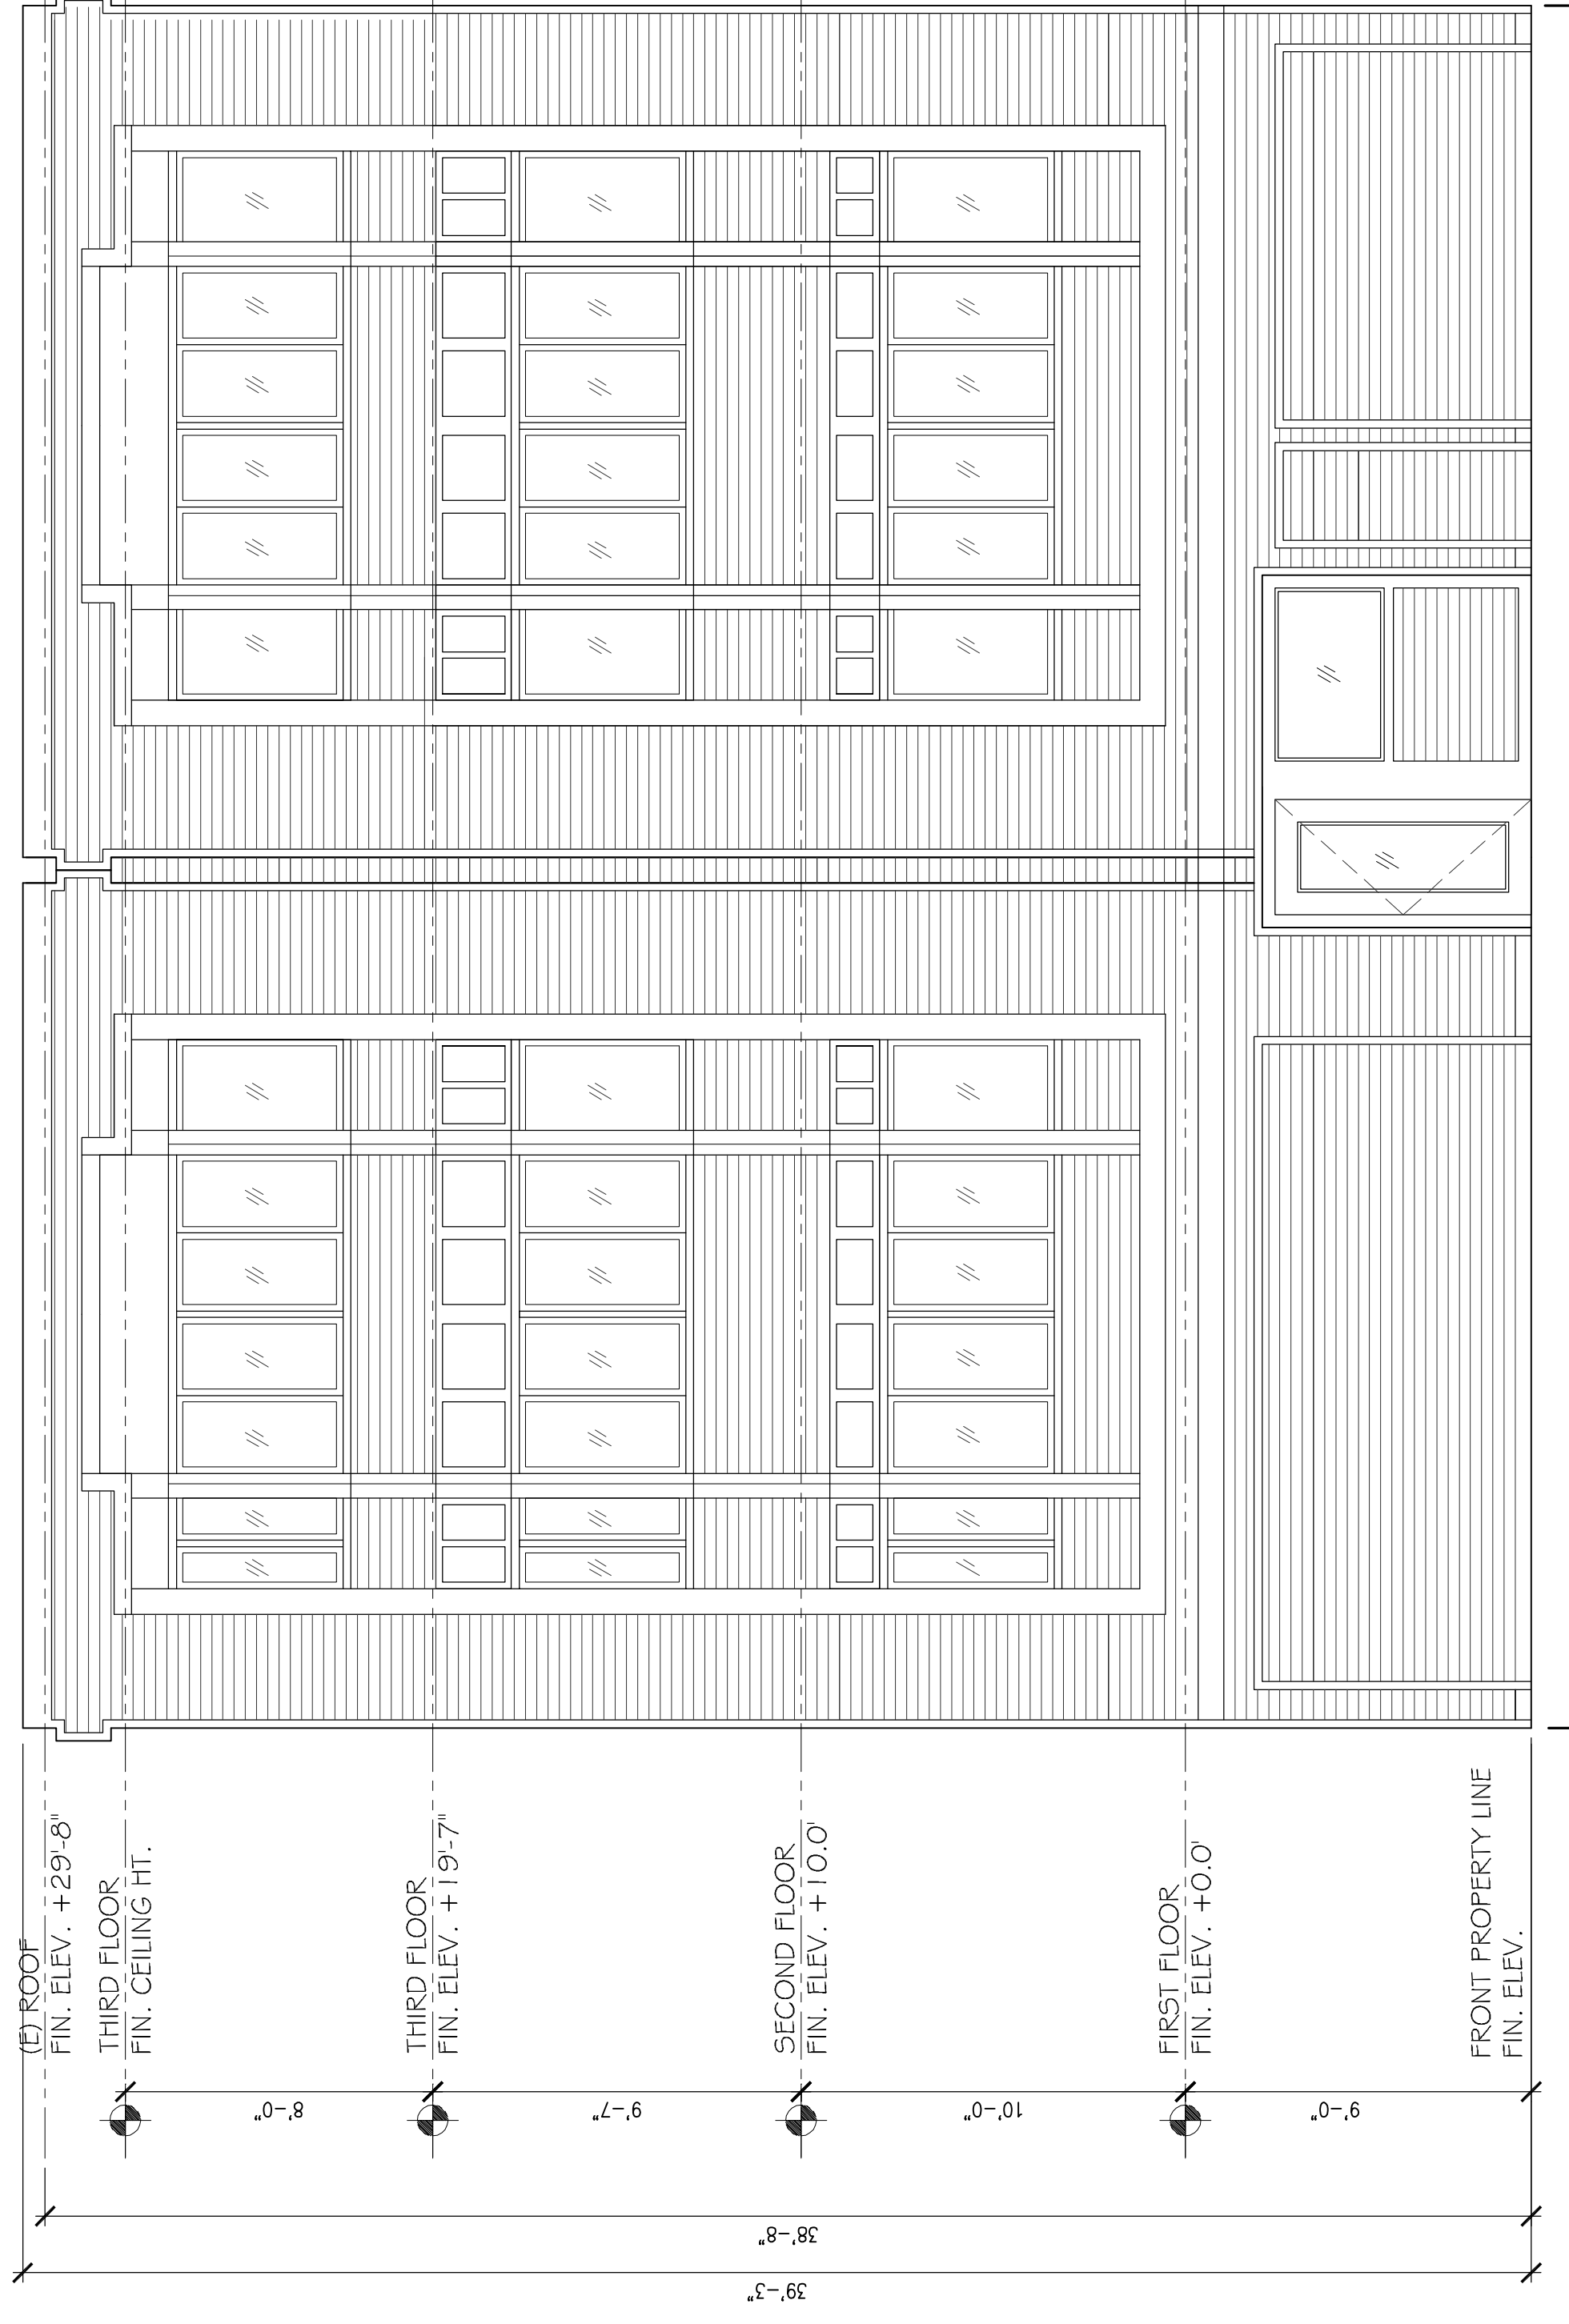 (E) ROOF
FIN. ELEV. +29'-8"
THIRD FLOOR
FIN. CEILING HT.
THIRD FLOOR
FIN. ELEV. +19'-7"
SECOND FLOOR
FIN. ELEV. +10.0'
FIRST FLOOR
FIN. ELEV. +0.0'
FRONT PROPERTY LINE
FIN. ELEV.
8'-0"
9'-7"
10'-0"
9'-0"
38'-8"
39'-3"